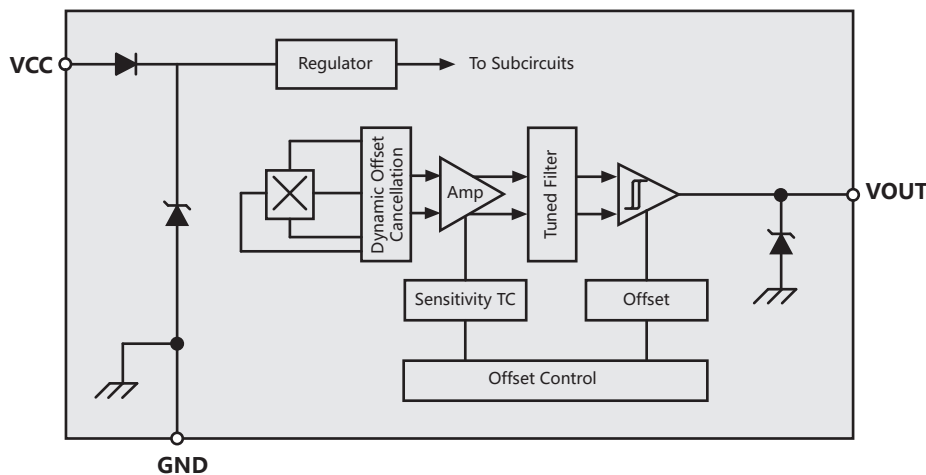 VCC
Regulator
To Subcircuits
Dynamic Offset
Cancellation
Amp
Tuned Filter
VOUT
Sensitivity TC
Offset
Offset Control
GND